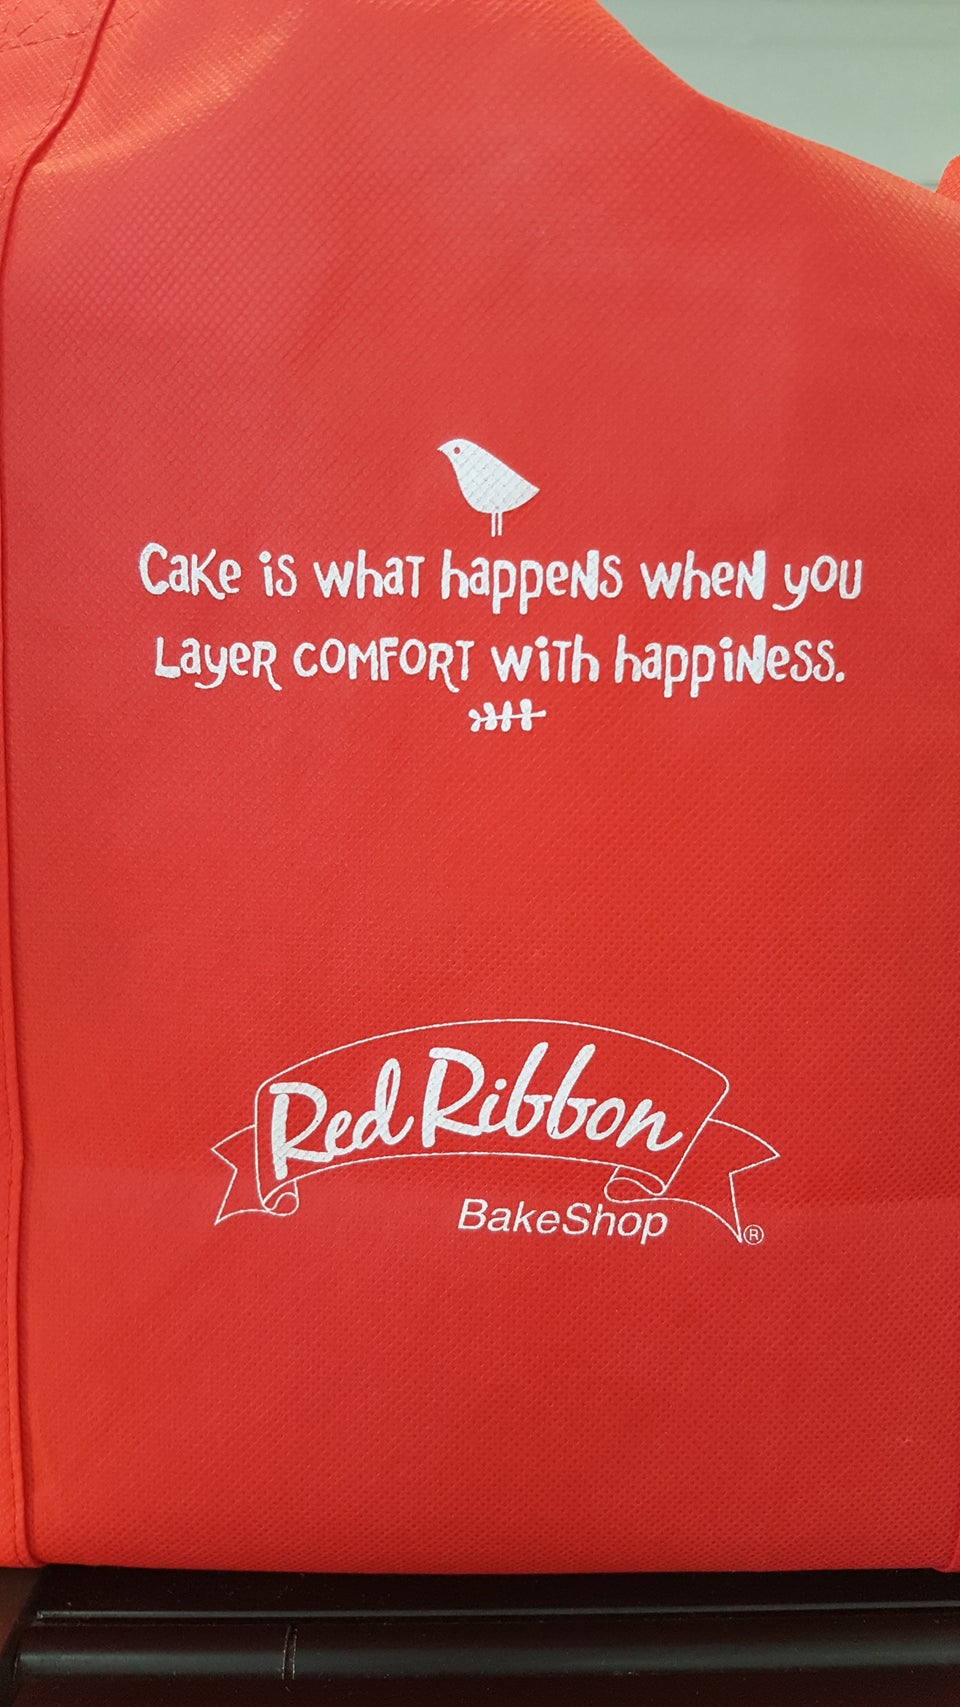 Cake is what happens when you
Layer comfort with happiness.
Red Ribbon
BakeShop ®